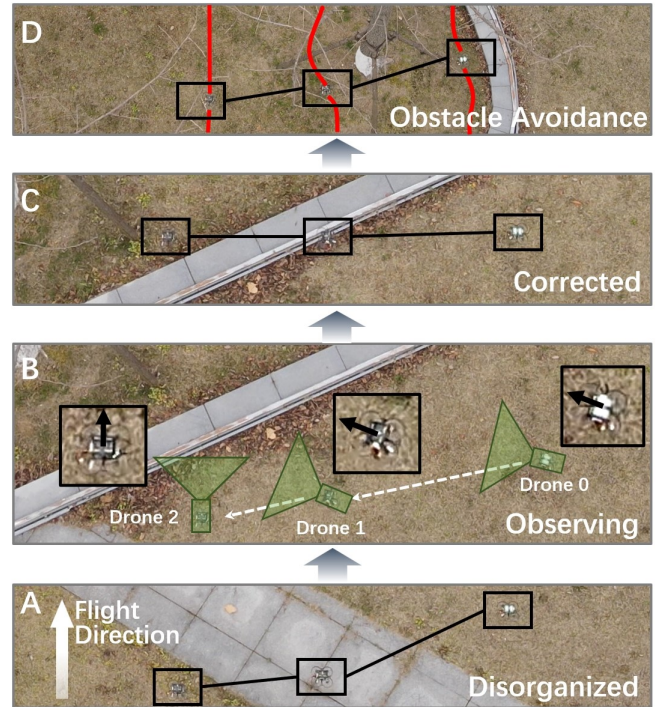 D
Obstacle Avoidance
C
Corrected
B
Drone 2
Drone 1
Drone 0
Observing
A
Flight
Direction
Disorganized